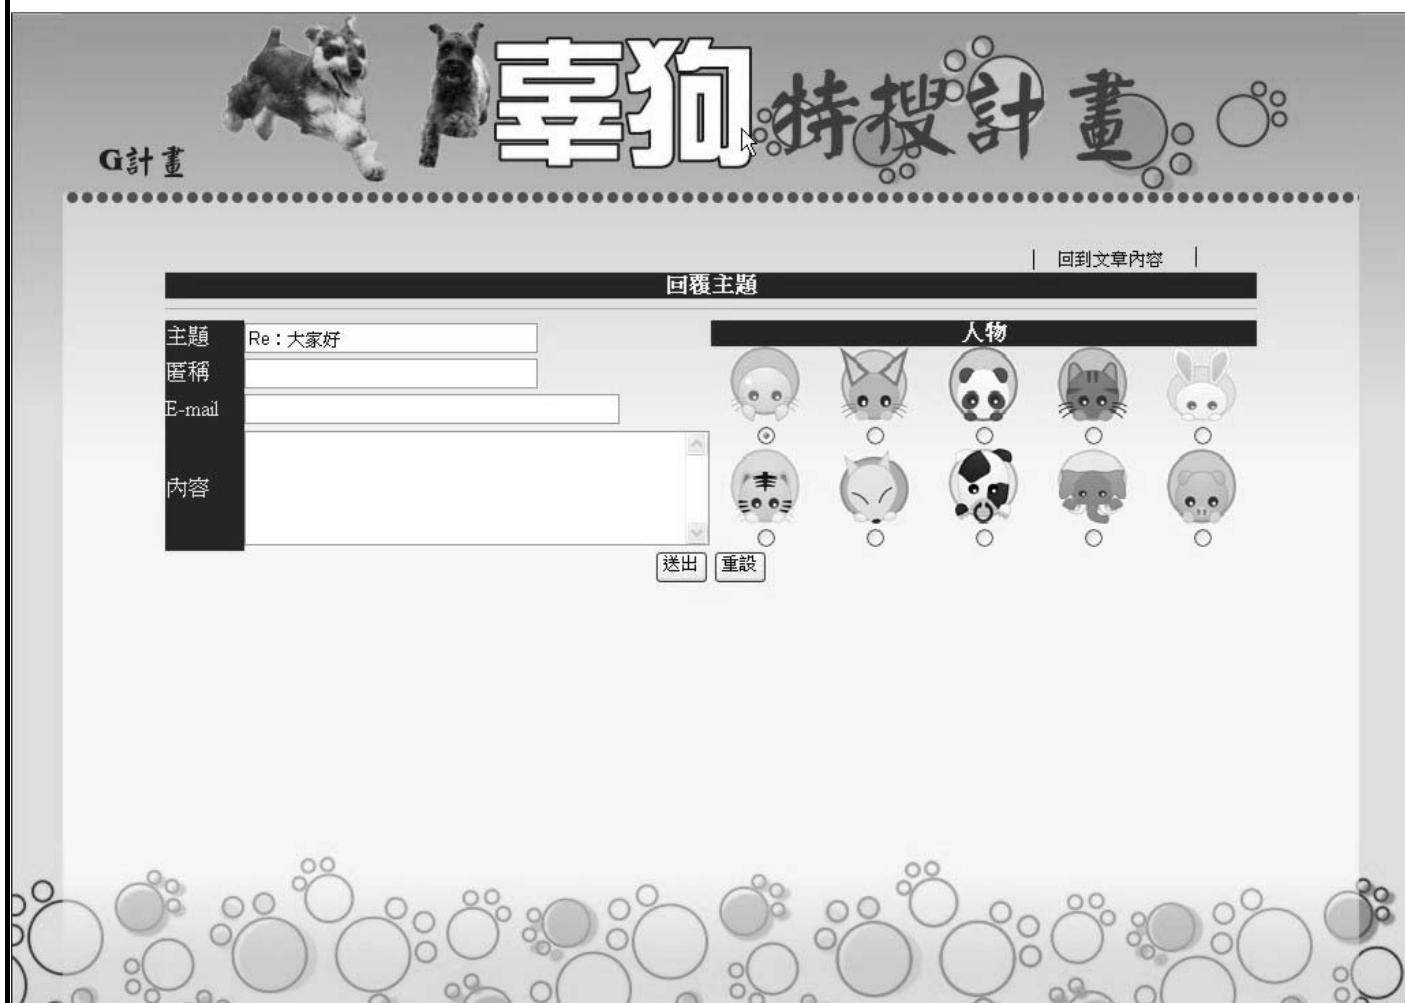 G計畫
辜狗特搜計畫
| 回到文章內容 |
回覆主題
主題
Re：大家好
人物
匿稱
E-mail
內容
送出 重設